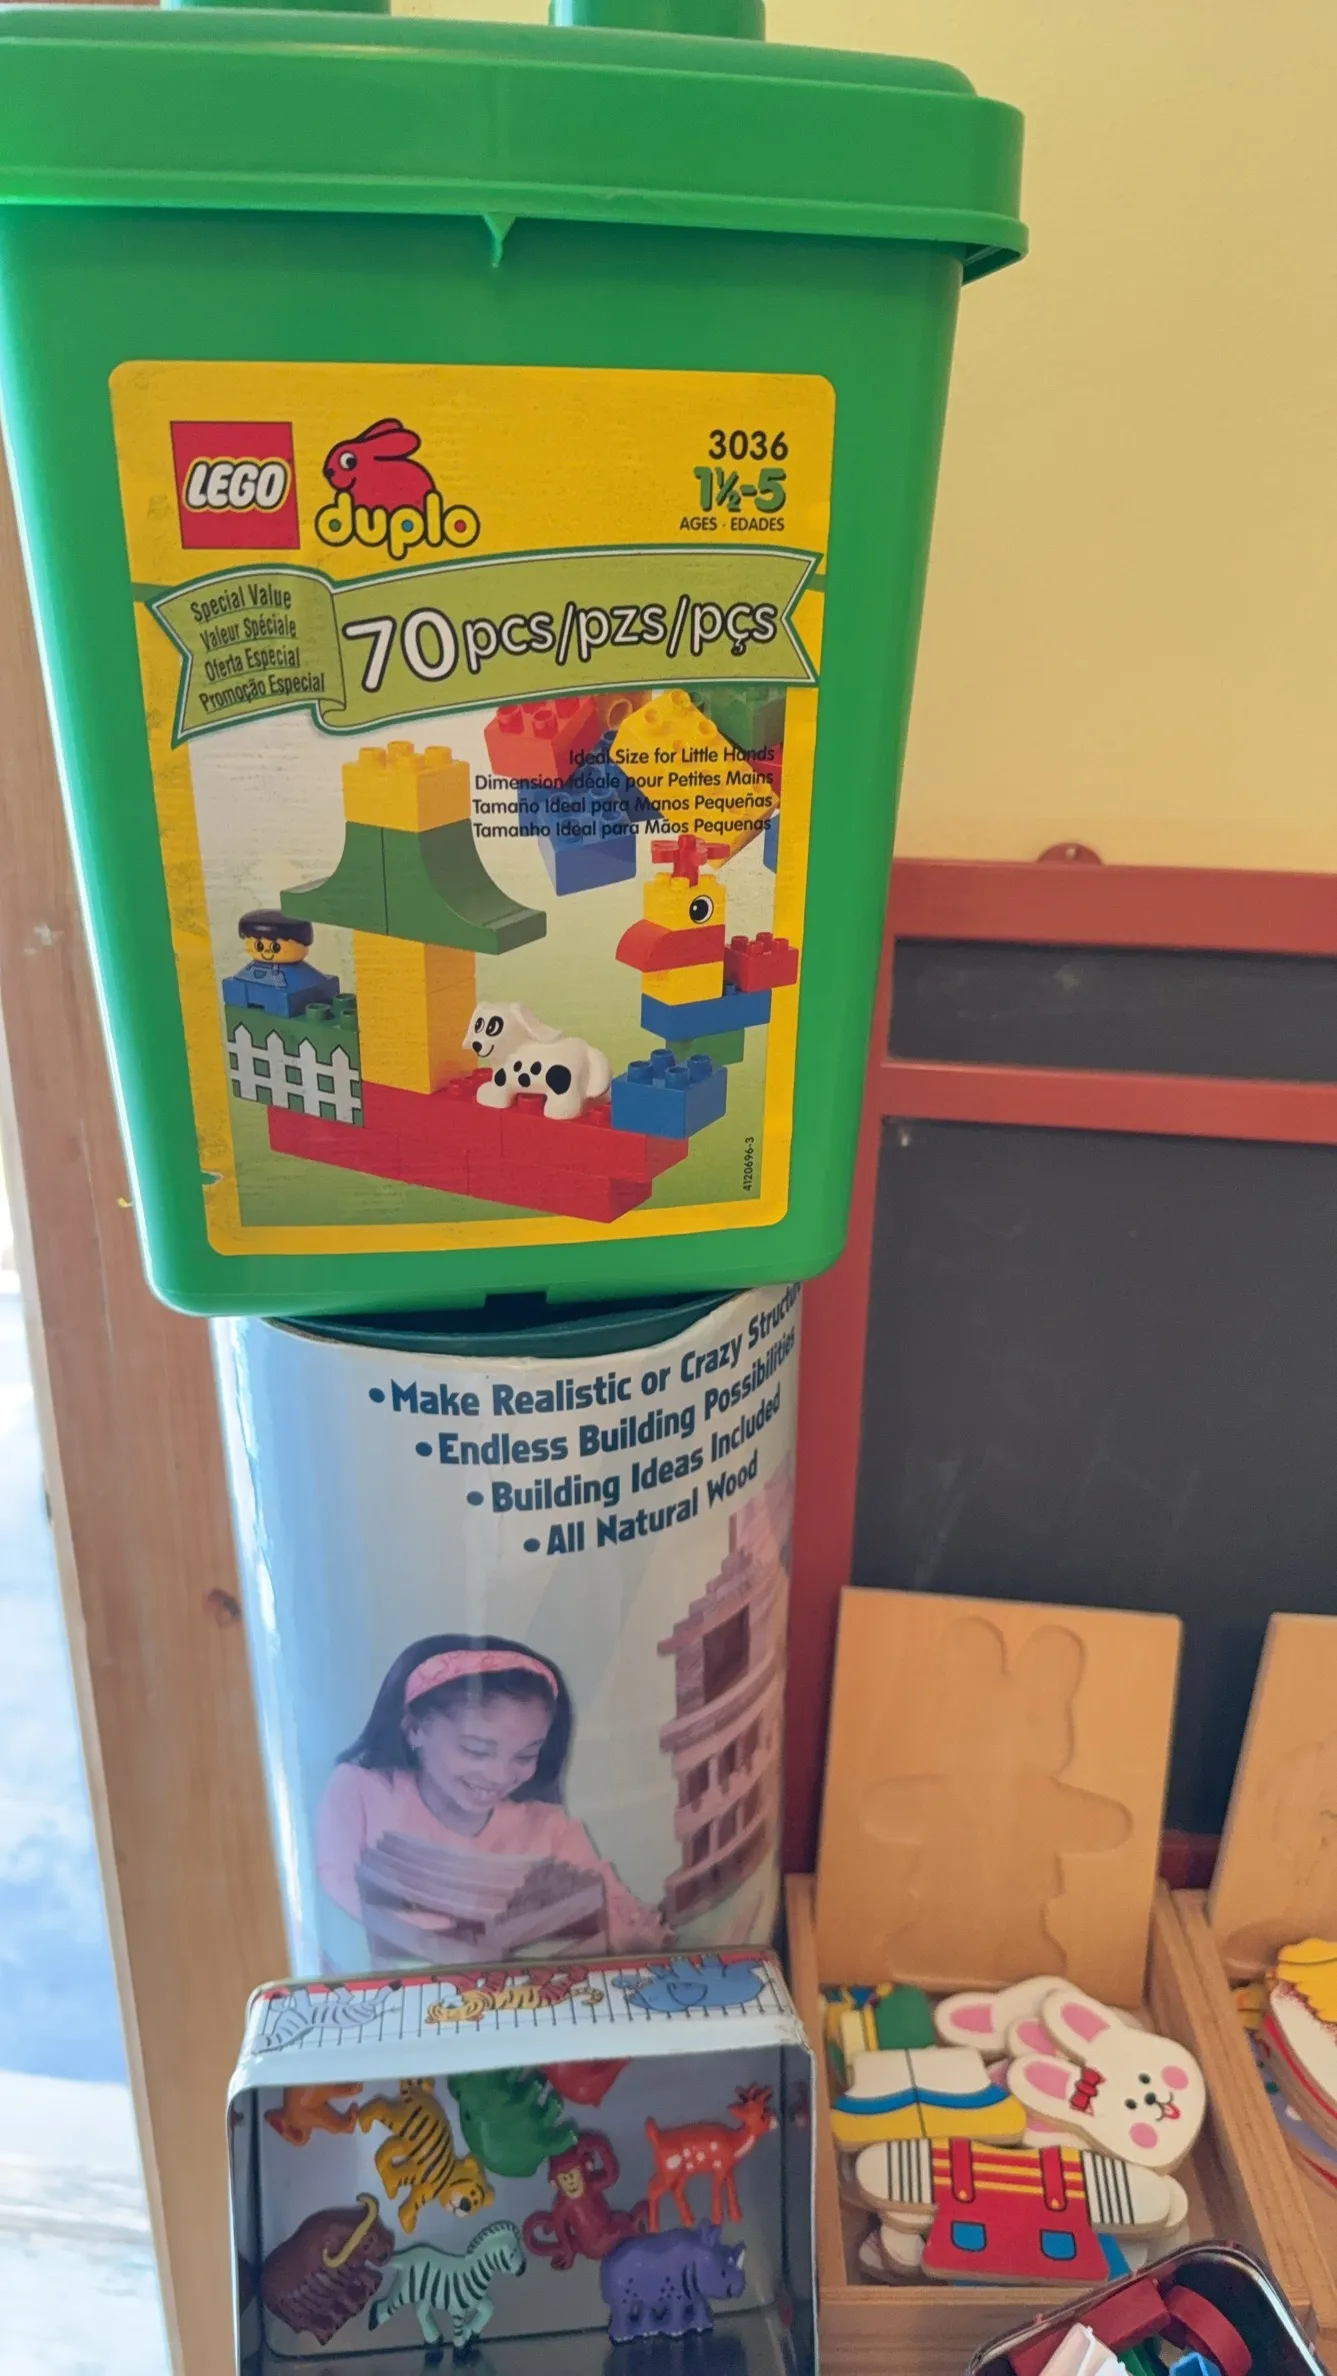 LEGO
duplo
3036
1½-5
AGES · EDADES
Special Value
Valeur Spéciale
Oferta Especial
Promoção Especial
70pcs/pzs/pçs
Ideal Size for Little Hands
Dimension Idéale pour Petites Mains
Tamaño Ideal para Manos Pequeñas
Tamanho Ideal para Mãos Pequenas
4120696-3
•Make Realistic or Crazy
•Endless Building Possibilities
•Building Ideas Included
•All Natural Wood